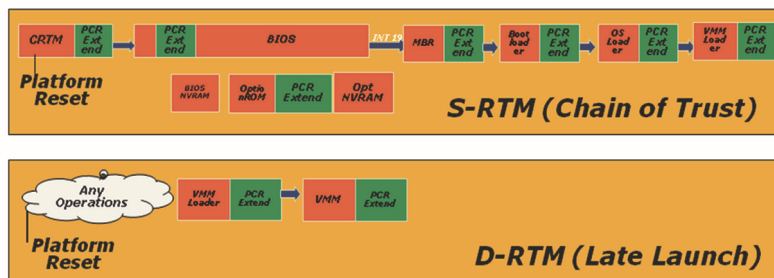 CRTM
PCR
Ext
end
PCR
Ext
end
BIOS
INT 19
MBR
PCR
Ext
end
Boot
load
er
PCR
Ext
end
OS
Load
er
PCR
Ext
end
VMM
Load
er
PCR
Ext
end
Platform
Reset
BIOS
NVRAM
Optio
nROM
PCR
Extend
Opt
NVRAM
S-RTM (Chain of Trust)
Any
Operations
VMM
Loader
PCR
Extend
VMM
PCR
Extend
Platform
Reset
D-RTM (Late Launch)